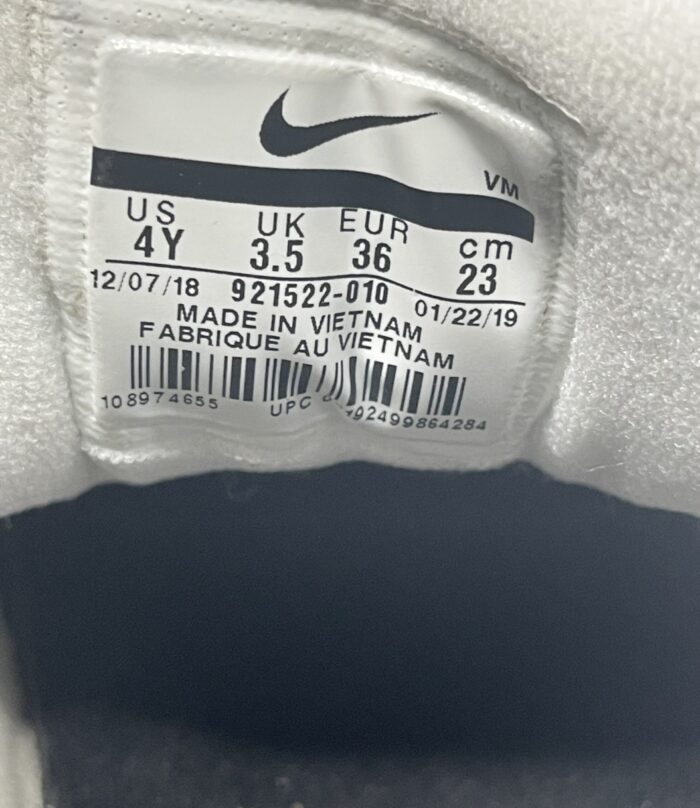 VM
US UK EUR cm
4Y 3.5 36 23
12/07/18 921522-010 01/22/19
MADE IN VIETNAM
FABRIQUE AU VIETNAM
108974655 UPC